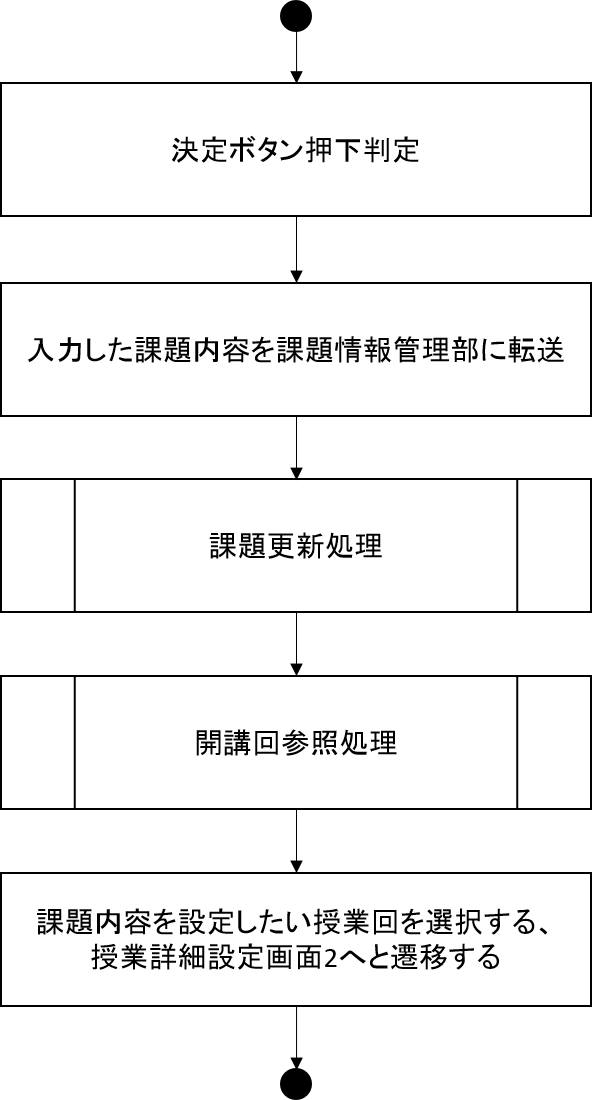 決定ボタン押下判定
入力した課題内容を課題情報管理部に転送
課題更新処理
開講回参照処理
課題内容を設定したい授業回を選択する、
授業詳細設定画面2へと遷移する